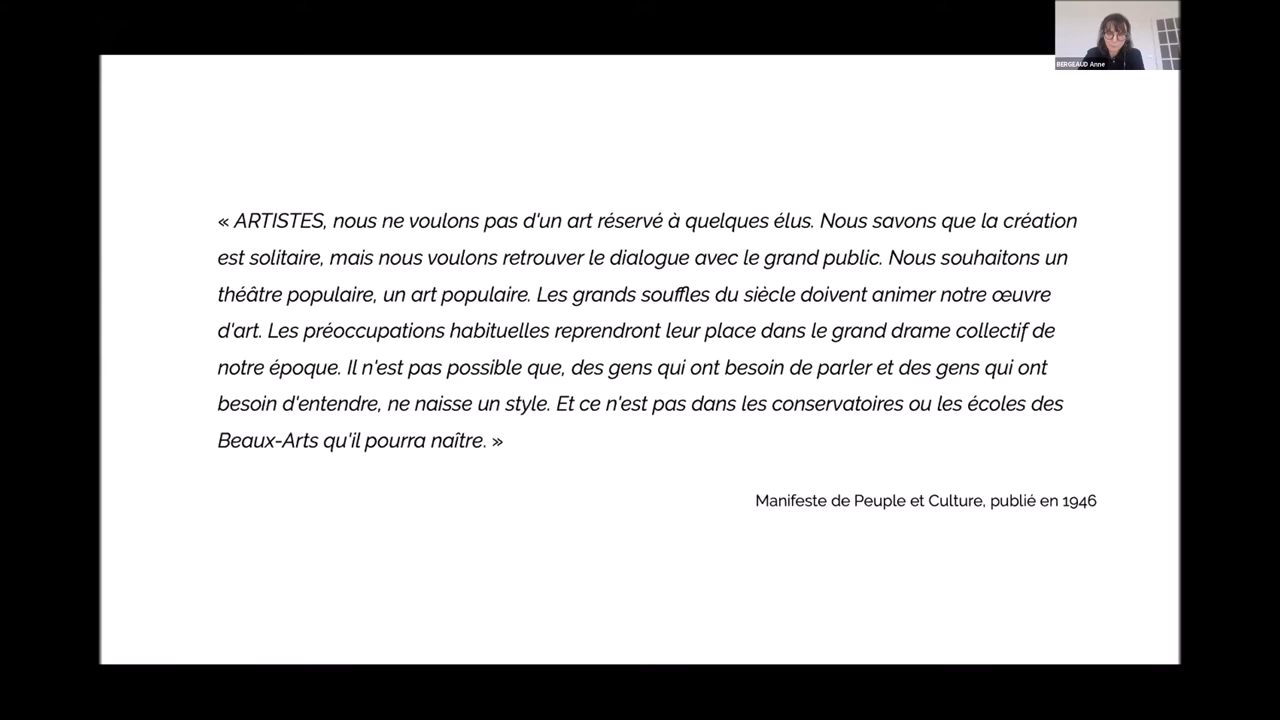 BERGEAUD Anne
« ARTISTES, nous ne voulons pas d'un art réservé à quelques élus. Nous savons que la création
est solitaire, mais nous voulons retrouver le dialogue avec le grand public. Nous souhaitons un
théâtre populaire, un art populaire. Les grands souffles du siècle doivent animer notre œuvre
d'art. Les préoccupations habituelles reprendront leur place dans le grand drame collectif de
notre époque. Il n'est pas possible que, des gens qui ont besoin de parler et des gens qui ont
besoin d'entendre, ne naisse un style. Et ce n'est pas dans les conservatoires ou les écoles des
Beaux-Arts qu'il pourra naître. »
Manifeste de Peuple et Culture, publié en 1946